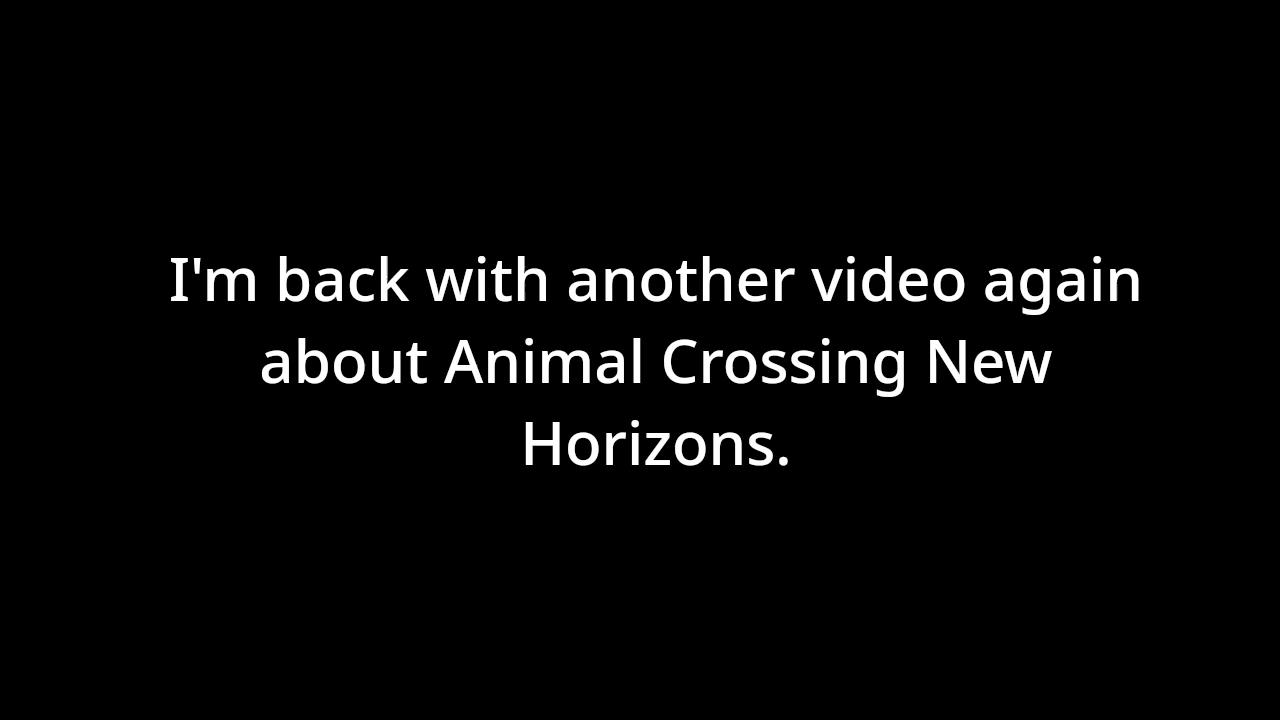 I'm back with another video again
about Animal Crossing New
Horizons.